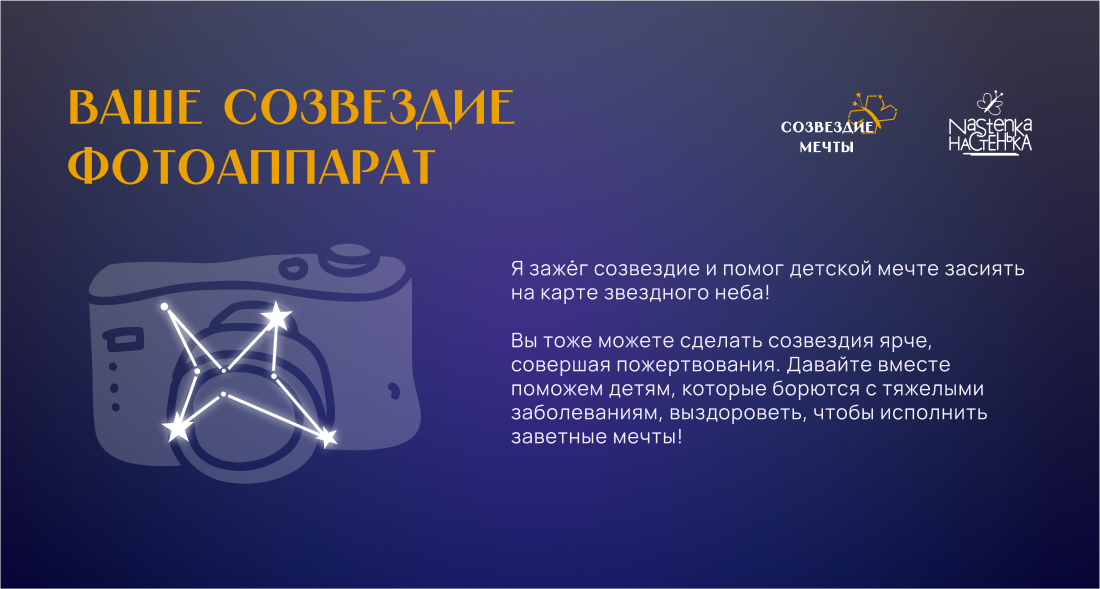 ВАШЕ СОЗВЕЗДИЕ
ФОТОАППАРАТ
СОЗВЕЗДИЕ
МЕЧТЫ
Nastenka
НАСТЕНЬКА
Я зажёг созвездие и помог детской мечте засиять
на карте звездного неба!
Вы тоже можете сделать созвездия ярче,
совершая пожертвования. Давайте вместе
поможем детям, которые борются с тяжелыми
заболеваниям, выздороветь, чтобы исполнить
заветные мечты!